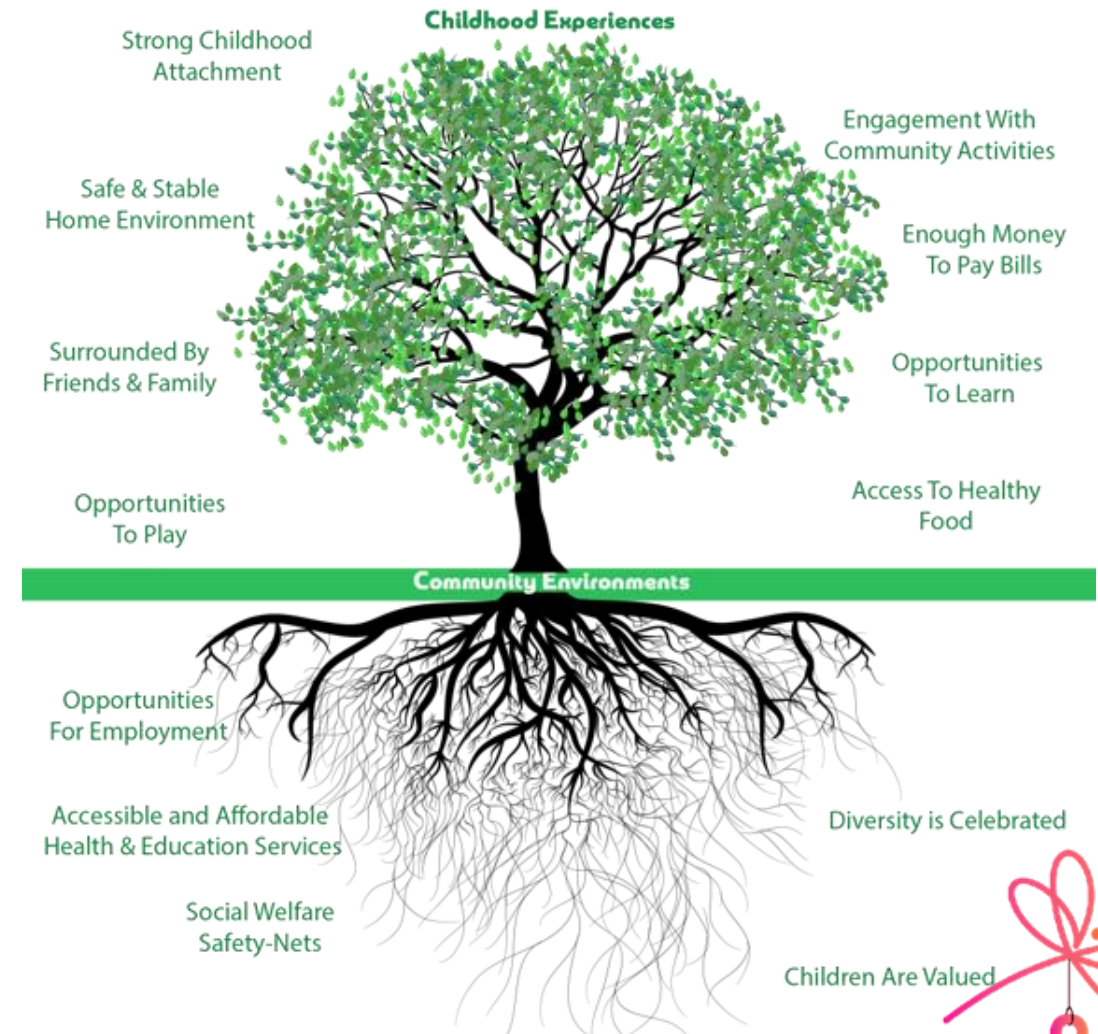 Childhood Experiences
Strong Childhood
Attachment
Engagement With
Community Activities
Safe & Stable
Home Environment
Enough Money
To Pay Bills
Surrounded By
Friends & Family
Opportunities
To Learn
Opportunities
To Play
Access To Healthy
Food
Community Environments
Opportunities
For Employment
Accessible and Affordable
Health & Education Services
Diversity is Celebrated
Social Welfare
Safety-Nets
Children Are Valued